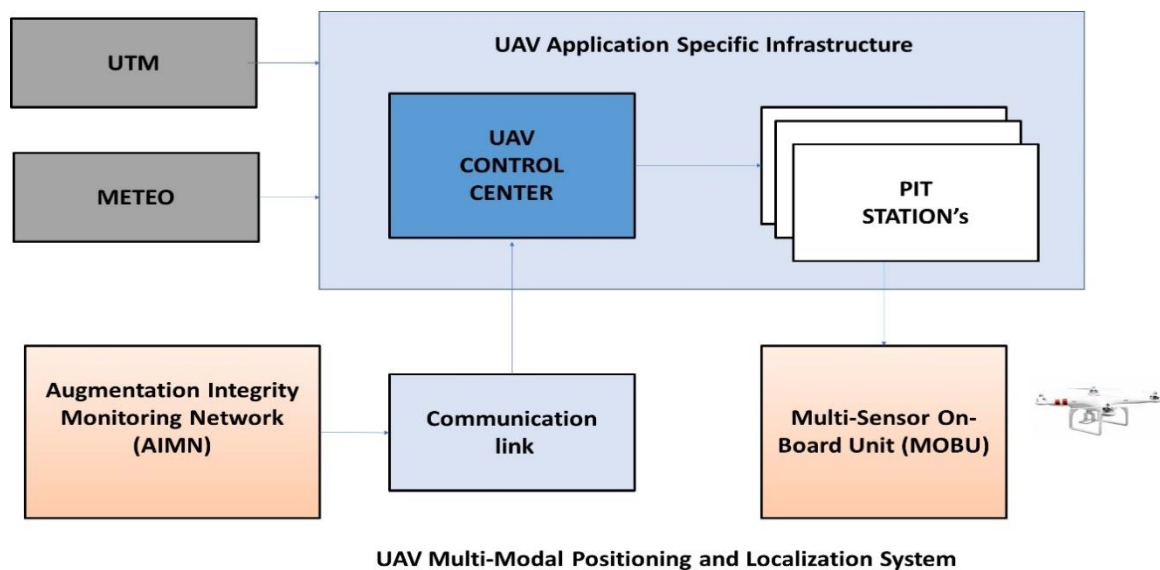 UTM
UAV Application Specific Infrastructure
UAV
CONTROL
CENTER
METEO
PIT
STATION’s
Augmentation Integrity
Monitoring Network
(AIMN)
Communication
link
Multi-Sensor On-
Board Unit (MOBU)
UAV Multi-Modal Positioning and Localization System